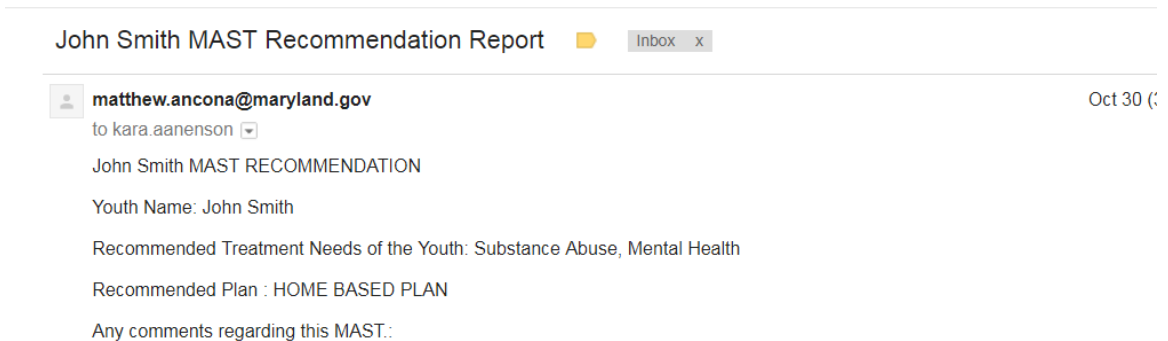 John Smith MAST Recommendation Report Inbox x
matthew.ancona@maryland.gov Oct 30 (
to kara.aanenson
John Smith MAST RECOMMENDATION
Youth Name: John Smith
Recommended Treatment Needs of the Youth: Substance Abuse, Mental Health
Recommended Plan : HOME BASED PLAN
Any comments regarding this MAST.: